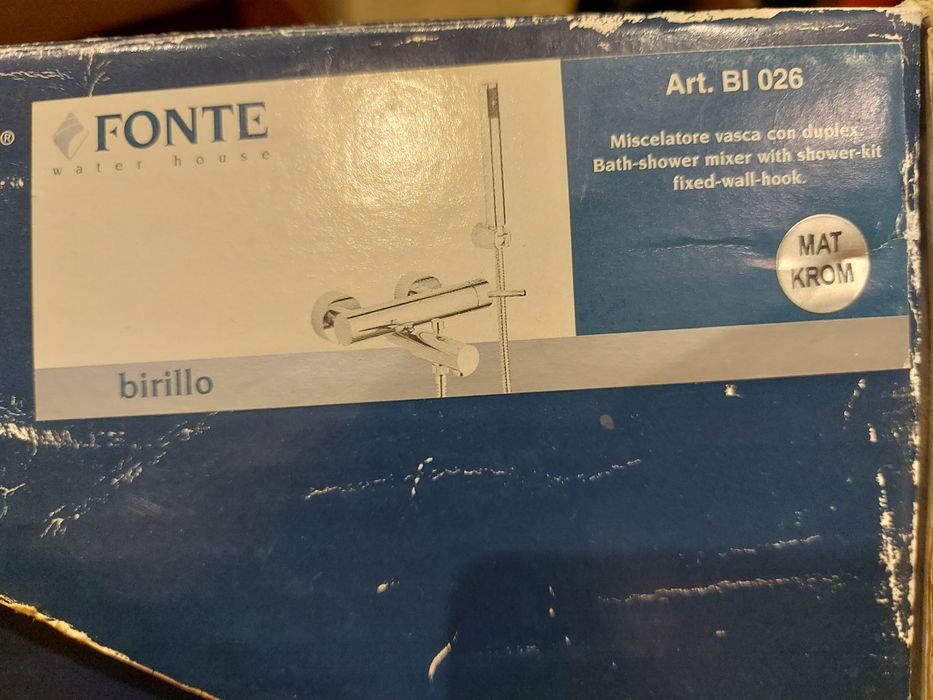 ®
FONTE
water house
birillo
Art. BI 026
Miscelatore vasca con duplex.
Bath-shower mixer with shower-kit
fixed-wall-hook.
MAT
KROM